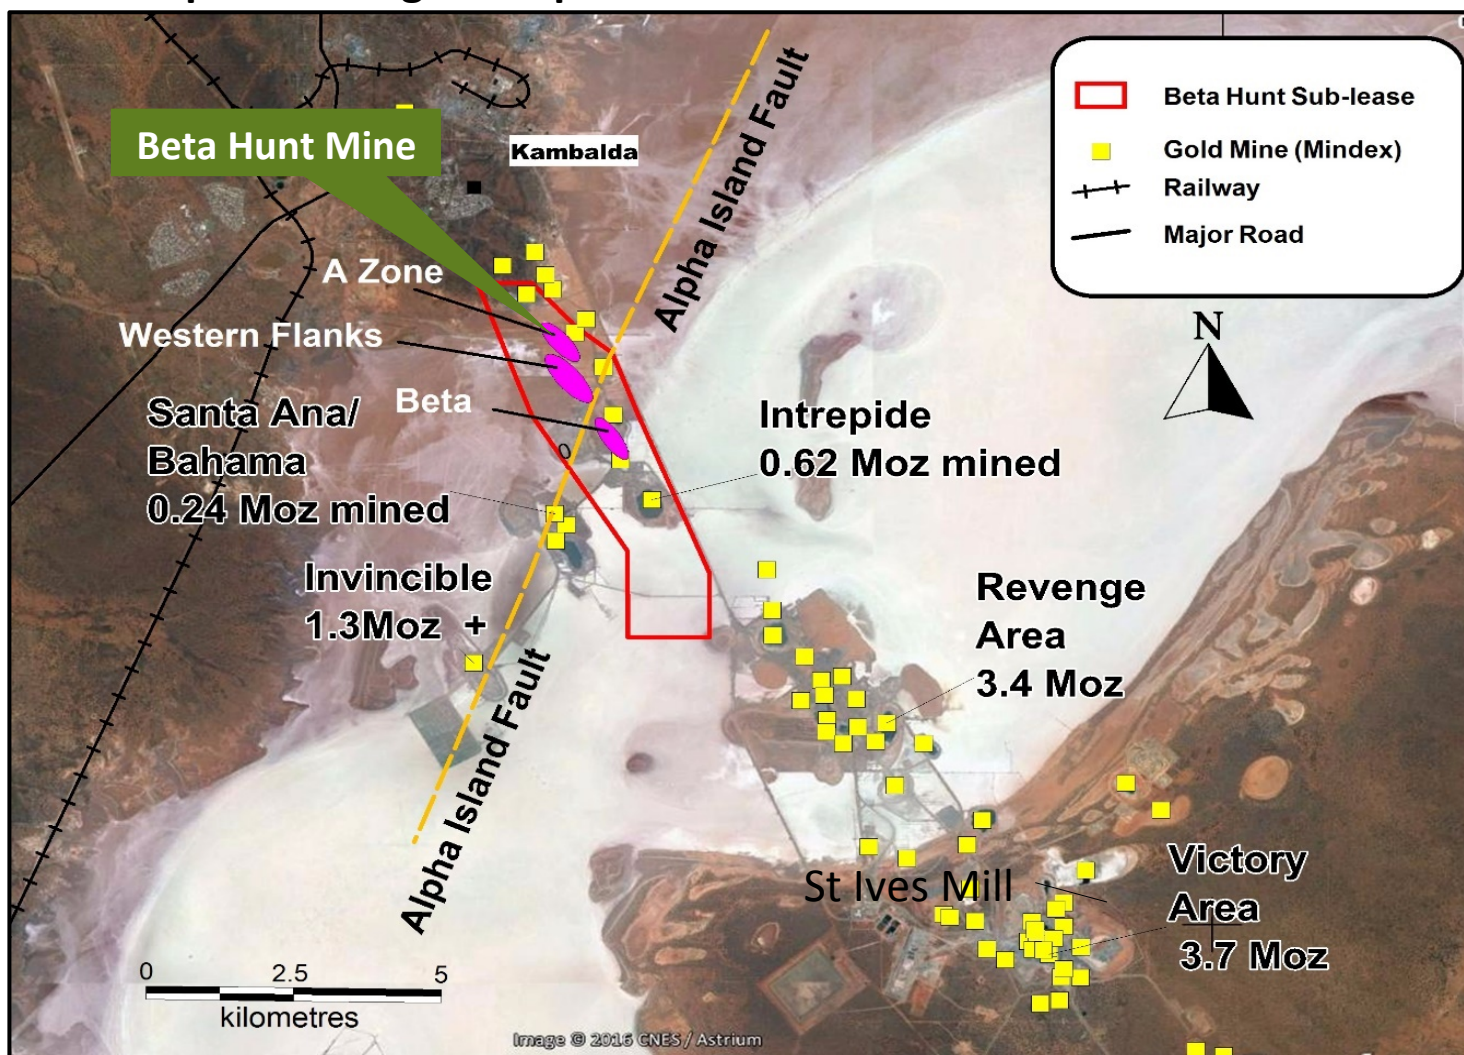 Beta Hunt Mine
Kambalda
Alpha Island Fault
Beta Hunt Sub-lease
Gold Mine (Mindex)
Railway
Major Road
N
A Zone
Western Flanks
Beta
Santa Ana/
Bahama
0.24 Moz mined
0
Intrepide
0.62 Moz mined
Invincible
1.3Moz +
Revenge
Area
3.4 Moz
Alpha Island Fault
St Ives Mill
Victory
Area
3.7 Moz
0 2.5 5
kilometres
Image © 2016 CNES / Astrium